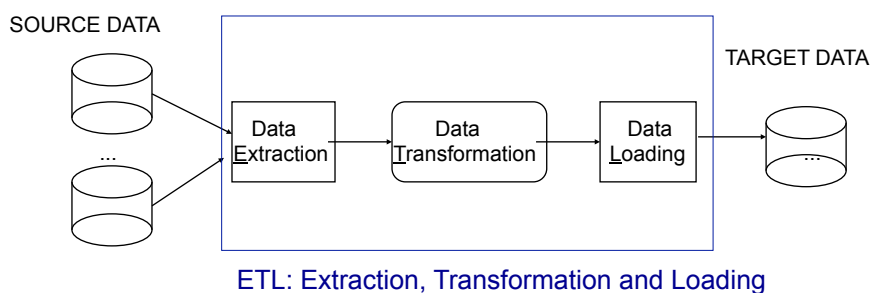 SOURCE DATA
TARGET DATA
...
Data
Extraction
Data
Transformation
Data
Loading
...
ETL: Extraction, Transformation and Loading